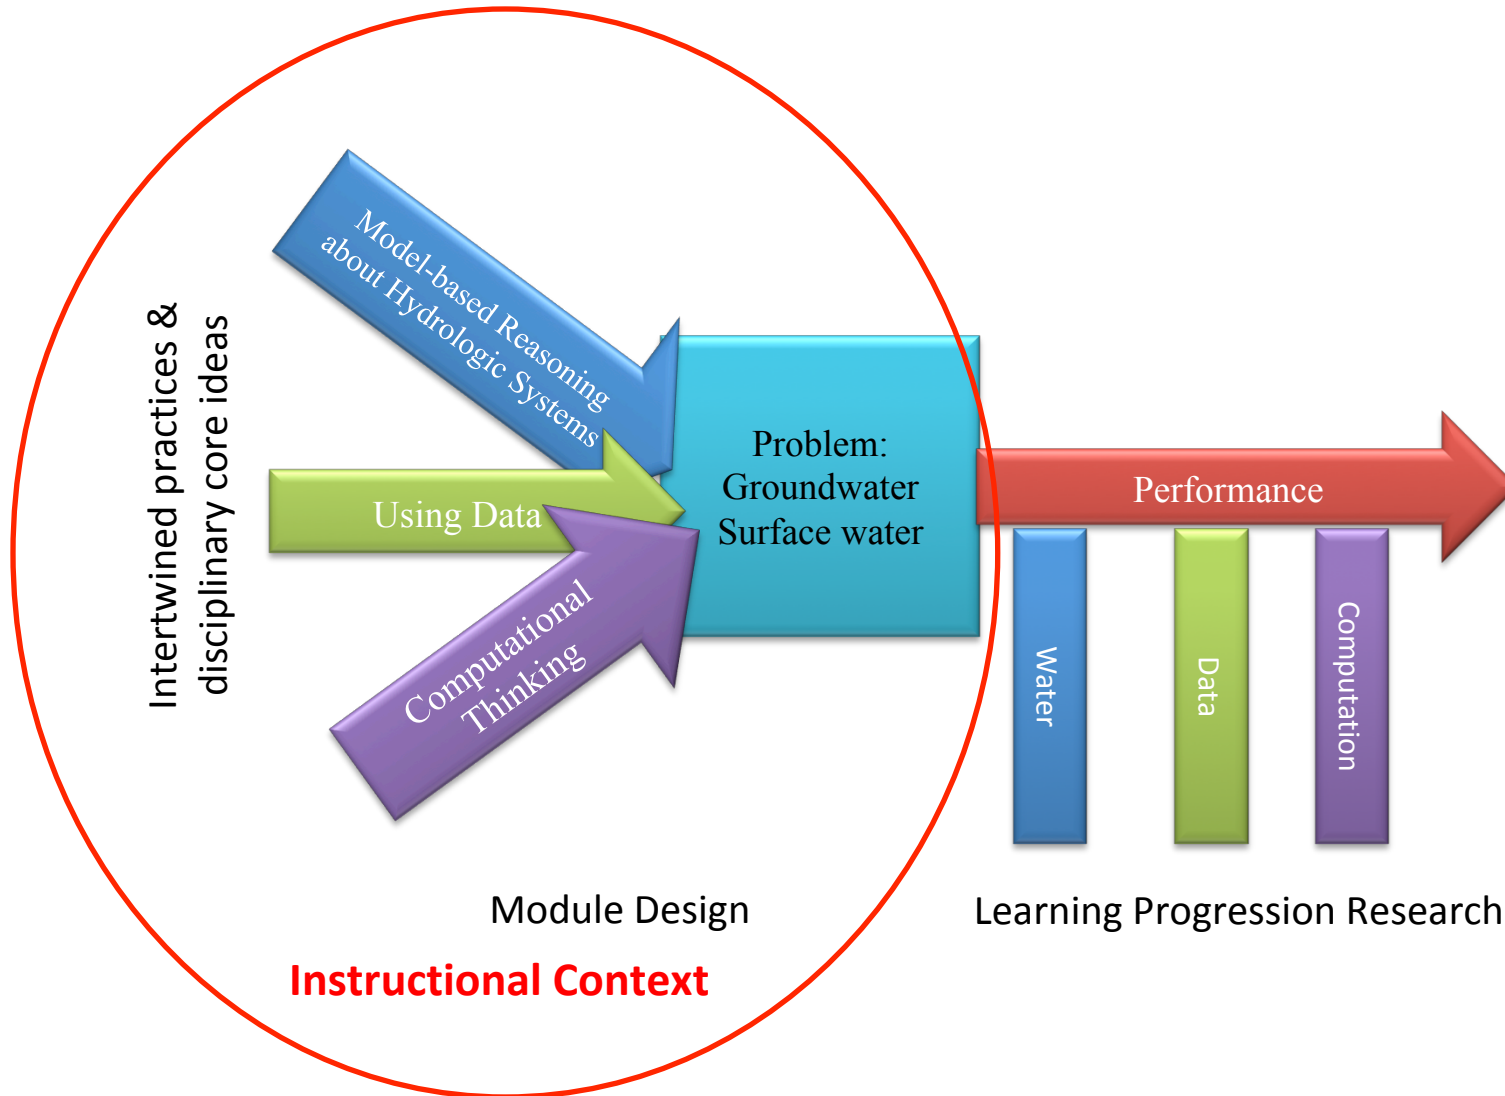 Intertwined practices &
disciplinary core ideas
Model-based Reasoning
about Hydrologic Systems
Using Data
Computational
Thinking
Problem:
Groundwater
Surface water
Performance
Water
Data
Computation
Module Design
Learning Progression Research
Instructional Context